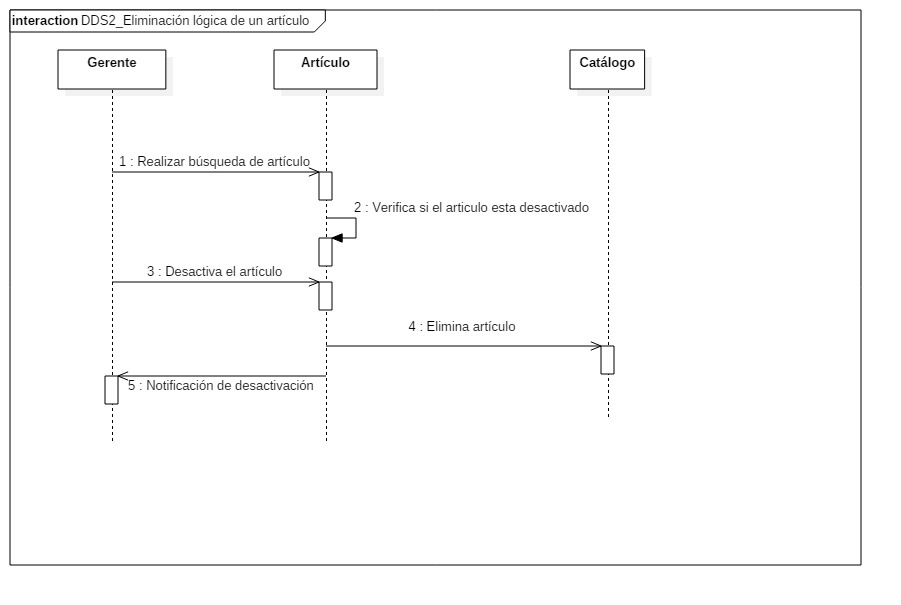 interaction DDS2_Eliminación lógica de un artículo
Gerente
Artículo
Catálogo
1 : Realizar búsqueda de artículo
2 : Verifica si el articulo esta desactivado
3 : Desactiva el artículo
4 : Elimina artículo
5 : Notificación de desactivación